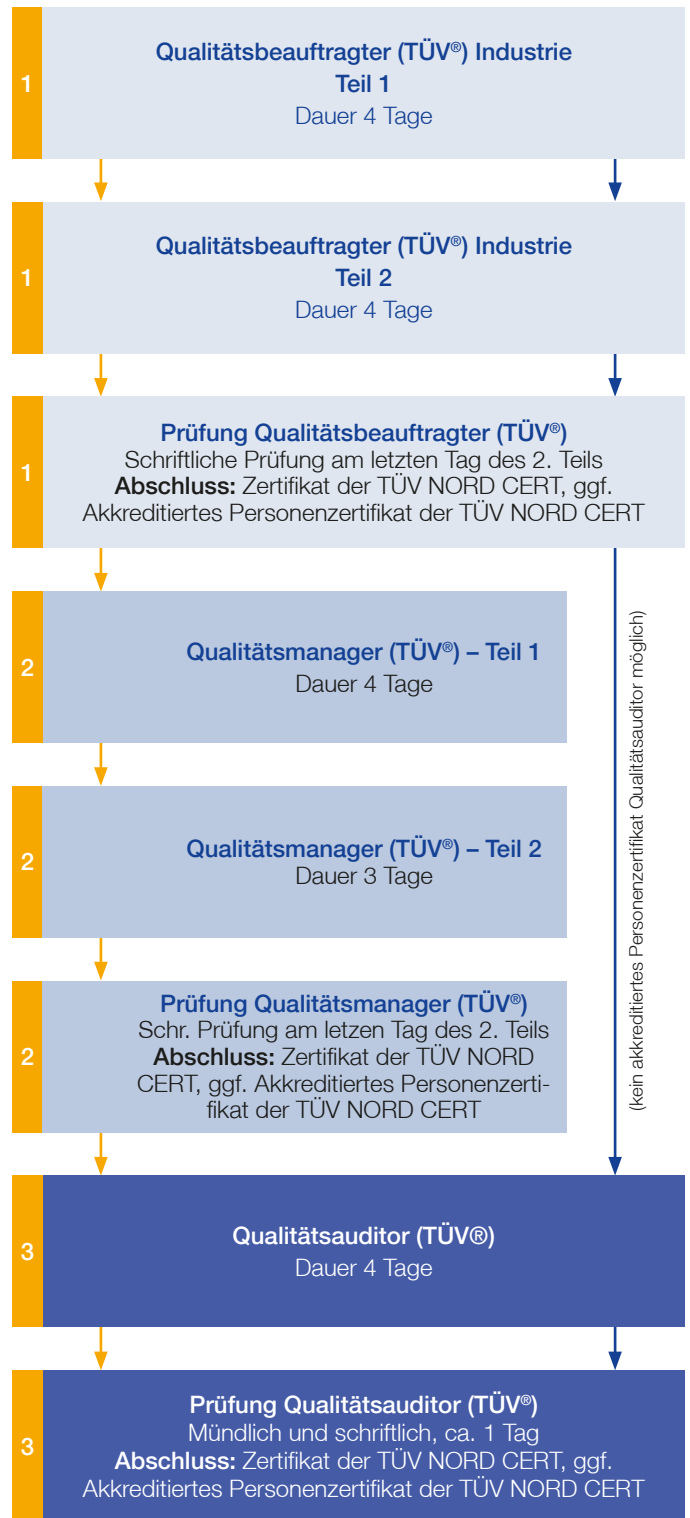 1
Qualitätsbeauftragter (TÜV®) Industrie
Teil 1
Dauer 4 Tage
1
Qualitätsbeauftragter (TÜV®) Industrie
Teil 2
Dauer 4 Tage
1
Prüfung Qualitätsbeauftragter (TÜV®)
Schriftliche Prüfung am letzten Tag des 2. Teils
Abschluss: Zertifikat der TÜV NORD CERT, ggf.
Akkreditiertes Personenzertifikat der TÜV NORD CERT
2
Qualitätsmanager (TÜV®) – Teil 1
Dauer 4 Tage
2
Qualitätsmanager (TÜV®) – Teil 2
Dauer 3 Tage
2
Prüfung Qualitätsmanager (TÜV®)
Schr. Prüfung am letzen Tag des 2. Teils
Abschluss: Zertifikat der TÜV NORD
CERT, ggf. Akkreditiertes Personenzerti-
fikat der TÜV NORD CERT
(kein akkreditiertes Personenzertifikat Qualitätsauditor möglich)
3
Qualitätsauditor (TÜV®)
Dauer 4 Tage
3
Prüfung Qualitätsauditor (TÜV®)
Mündlich und schriftlich, ca. 1 Tag
Abschluss: Zertifikat der TÜV NORD CERT, ggf.
Akkreditiertes Personenzertifikat der TÜV NORD CERT